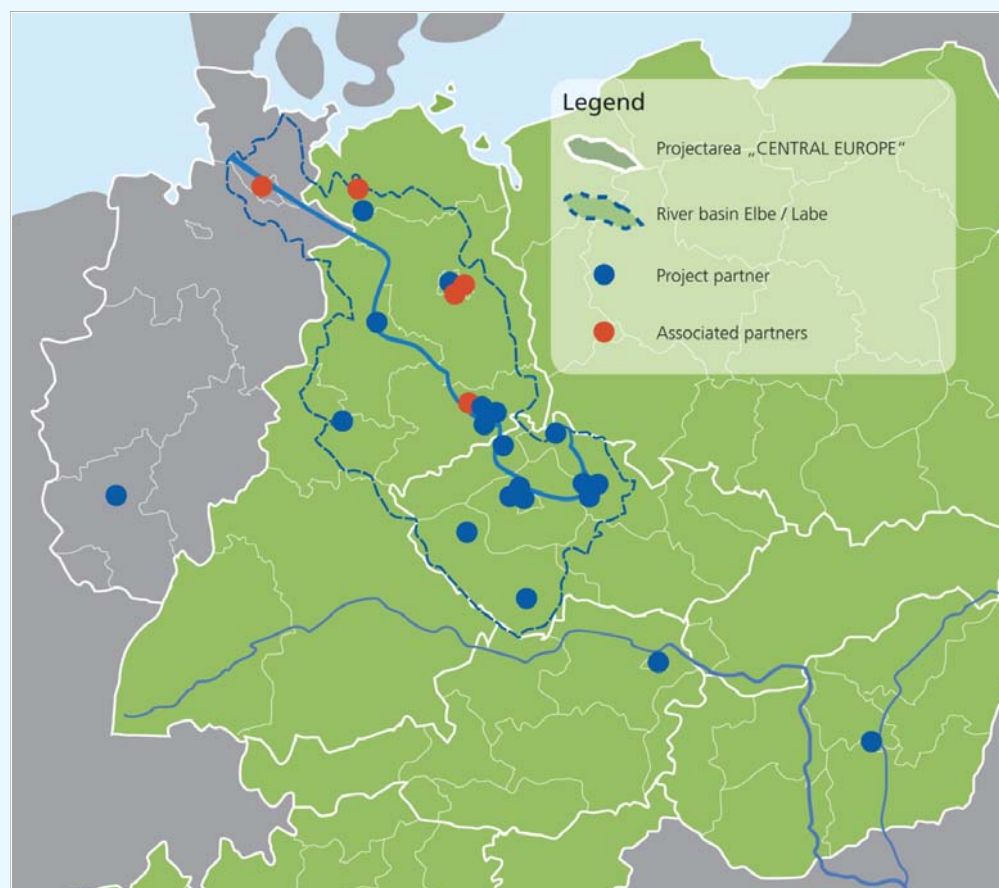 Legend
Projectarea „CENTRAL EUROPE“
River basin Elbe / Labe
Project partner
Associated partners